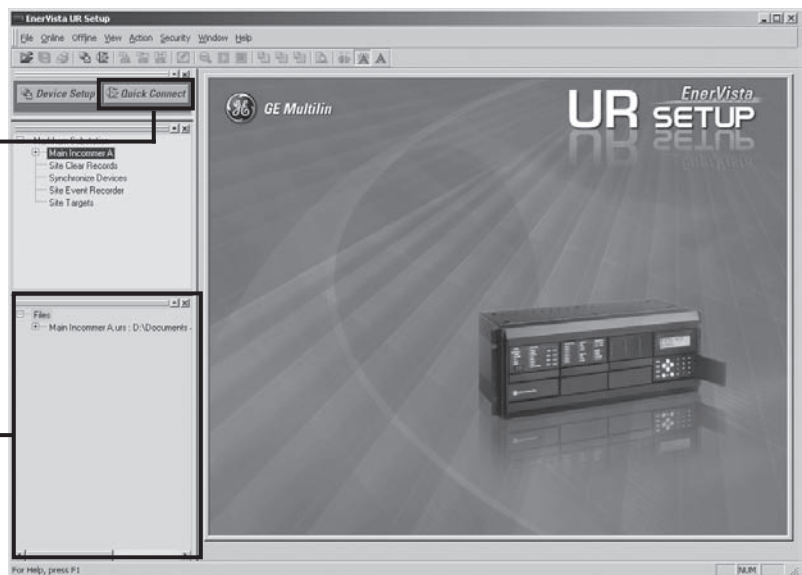 EnerVista UR Setup
File Online Offline View Action Security Window Help
Device Setup Quick Connect
Main Incommer A
Site Clear Records
Synchronize Devices
Site Event Recorder
Site Targets
Files
Main Incommer A.urs : D:\Documents
GE Multilin
EnerVista
UR SETUP
For Help, press F1
NUM